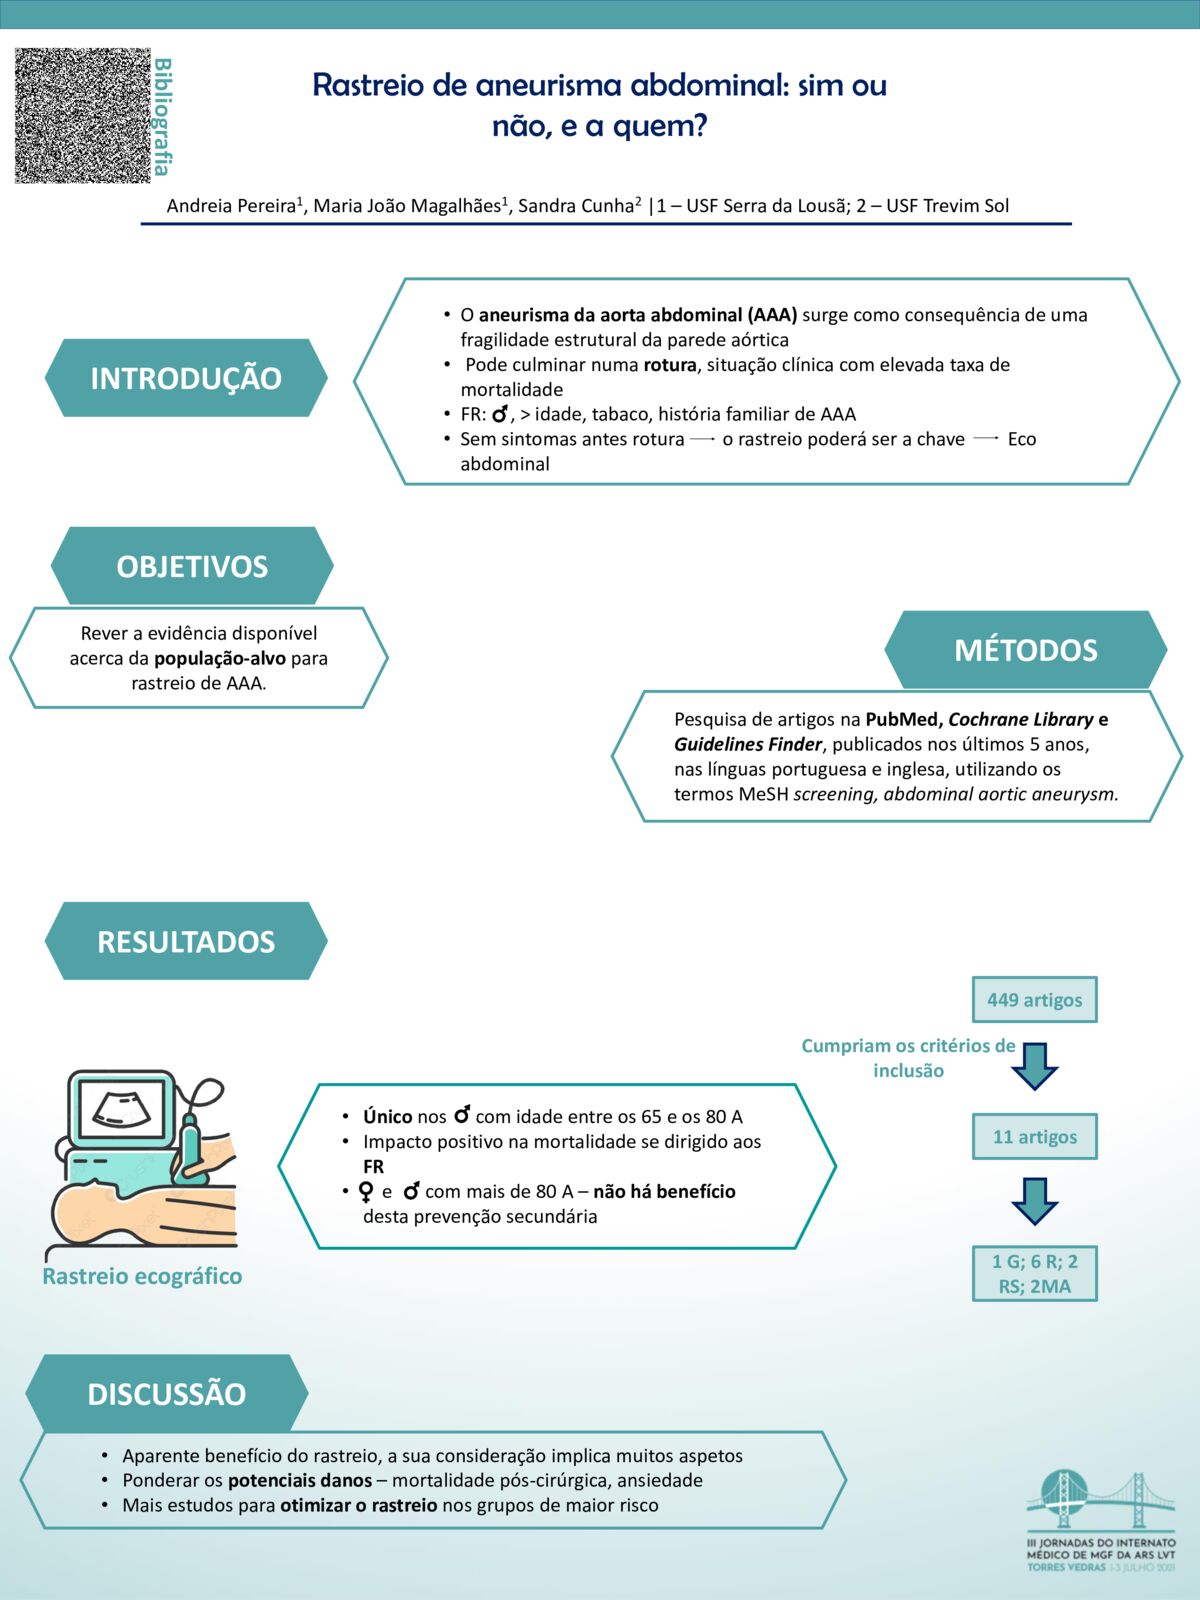 Bibliografia
Rastreio de aneurisma abdominal: sim ou
não, e a quem?
Andreia Pereira¹, Maria João Magalhães¹, Sandra Cunha² |1 – USF Serra da Lousã; 2 – USF Trevim Sol
INTRODUÇÃO
• O aneurisma da aorta abdominal (AAA) surge como consequência de uma
fragilidade estrutural da parede aórtica
• Pode culminar numa rotura, situação clínica com elevada taxa de
mortalidade
• FR: ♂, > idade, tabaco, história familiar de AAA
• Sem sintomas antes rotura → o rastreio poderá ser a chave → Eco
abdominal
OBJETIVOS
Rever a evidência disponível
acerca da população-alvo para
rastreio de AAA.
MÉTODOS
Pesquisa de artigos na PubMed, Cochrane Library e
Guidelines Finder, publicados nos últimos 5 anos,
nas línguas portuguesa e inglesa, utilizando os
termos MeSH screening, abdominal aortic aneurysm.
RESULTADOS
Rastreio ecográfico
• Único nos ♂ com idade entre os 65 e os 80 A
• Impacto positivo na mortalidade se dirigido aos
FR
• ♀ e ♂ com mais de 80 A – não há benefício
desta prevenção secundária
449 artigos
Cumpriam os critérios de
inclusão
11 artigos
1 G; 6 R; 2
RS; 2MA
DISCUSSÃO
• Aparente benefício do rastreio, a sua consideração implica muitos aspetos
• Ponderar os potenciais danos – mortalidade pós-cirúrgica, ansiedade
• Mais estudos para otimizar o rastreio nos grupos de maior risco
III JORNADAS DO INTERNATO
MÉDICO DE MGF DA ARS LVT
TORRES VEDRAS 1-3 JULHO 2021